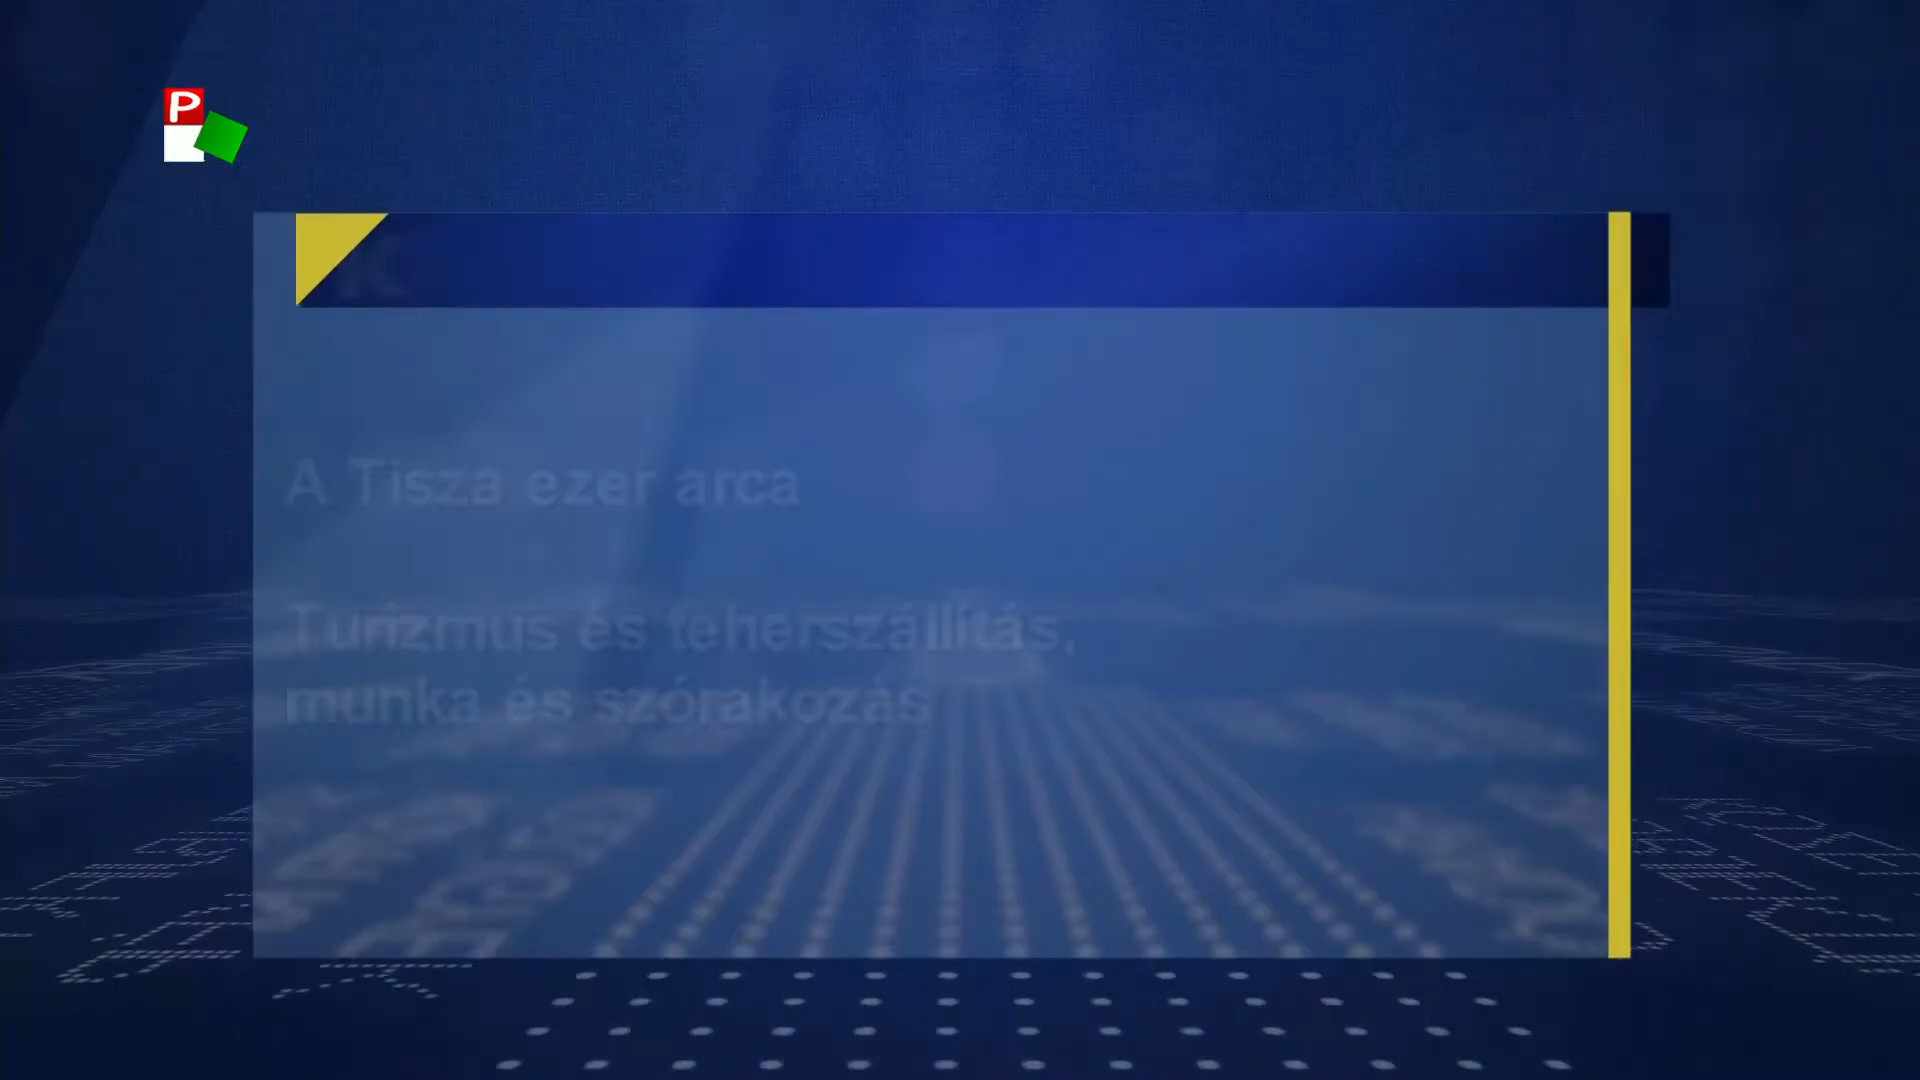 P
K
A Tisza ezer arca
Turizmus és teherszállítás,
munka és szórakozás